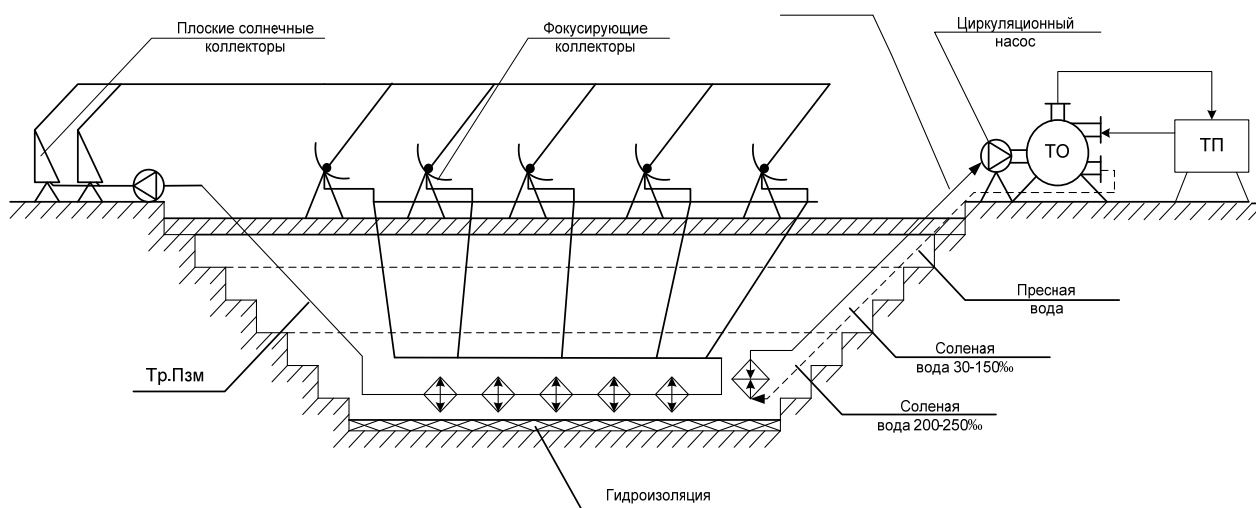 Плоские солнечные
коллекторы
Фокусирующие
коллекторы
Циркуляционный
насос
ТО
ТП
Пресная
вода
Соленая
вода 30-150‰
Тр.Пзм
Соленая
вода 200-250‰
Гидроизоляция